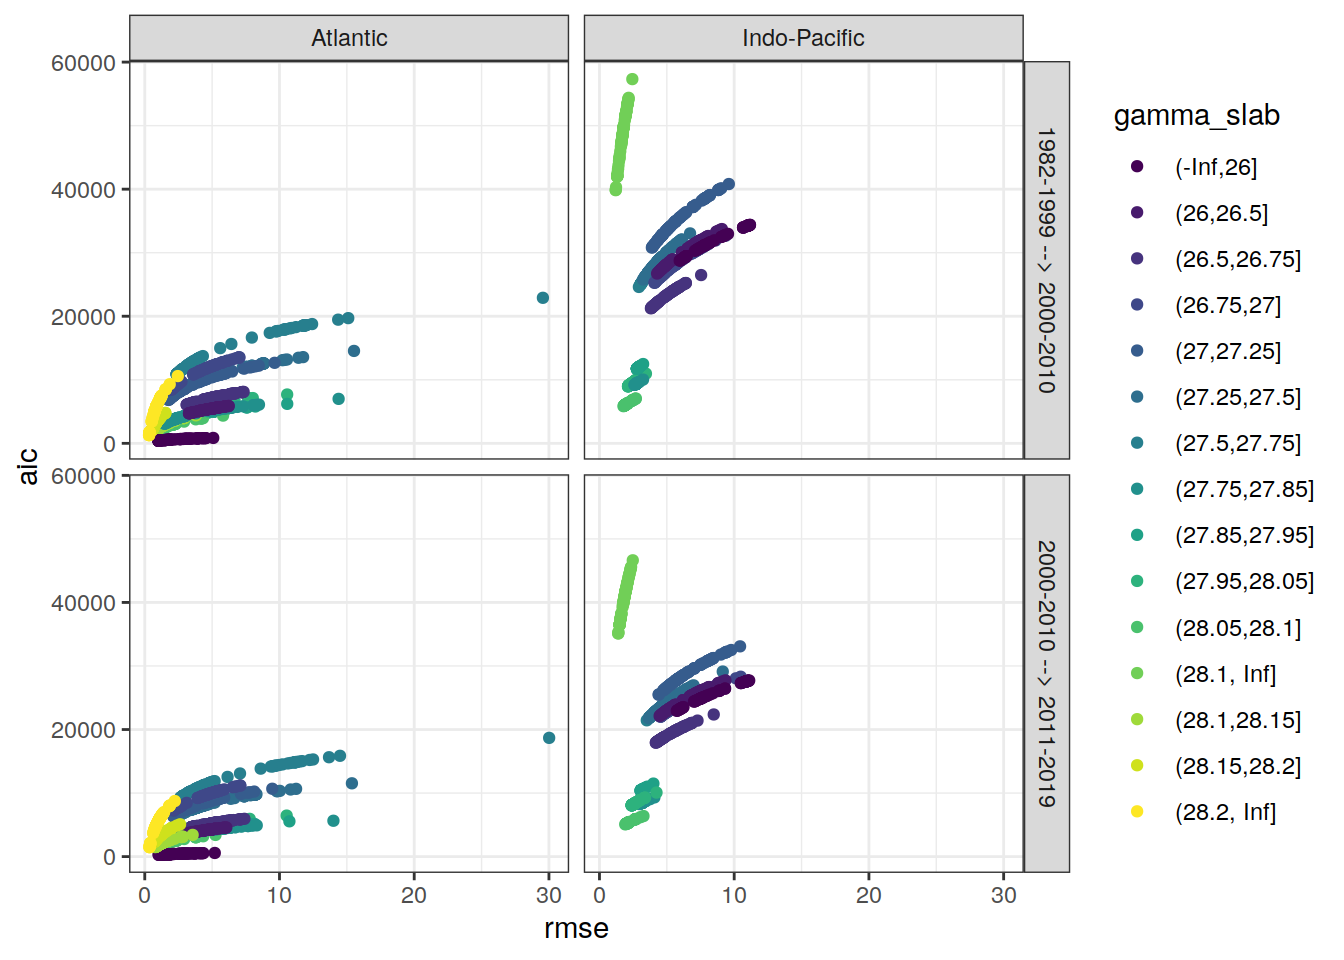 Atlantic
Indo-Pacific
60000
40000
20000
0
1982-1999 --> 2000-2010
60000
40000
20000
0
2000-2010 --> 2011-2019
aic
0
10
20
30
0
10
20
30
rmse
gamma_slab
(-Inf,26]
(26,26.5]
(26.5,26.75]
(26.75,27]
(27,27.25]
(27.25,27.5]
(27.5,27.75]
(27.75,27.85]
(27.85,27.95]
(27.95,28.05]
(28.05,28.1]
(28.1, Inf]
(28.1,28.15]
(28.15,28.2]
(28.2, Inf]